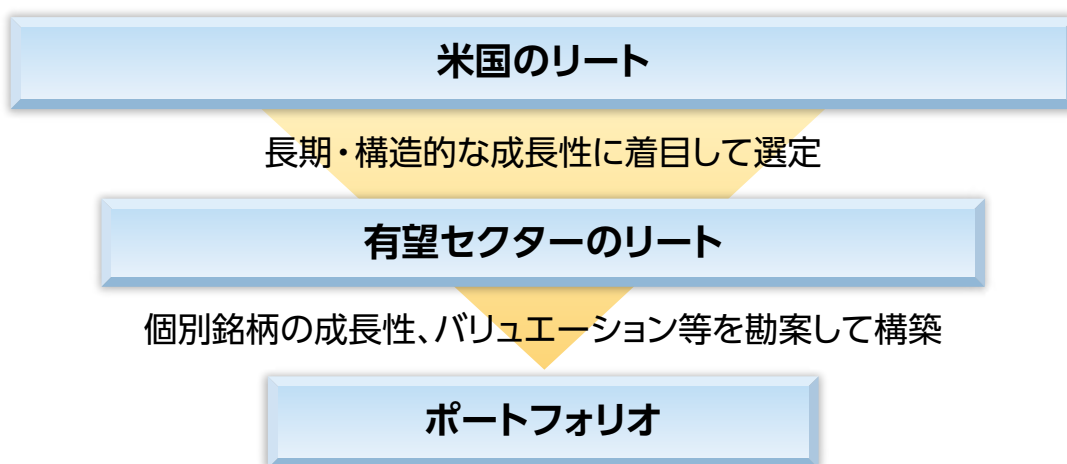 米国のリート
長期・構造的な成長性に着目して選定
有望セクターのリート
個別銘柄の成長性、バリュエーション等を勘案して構築
ポートフォリオ